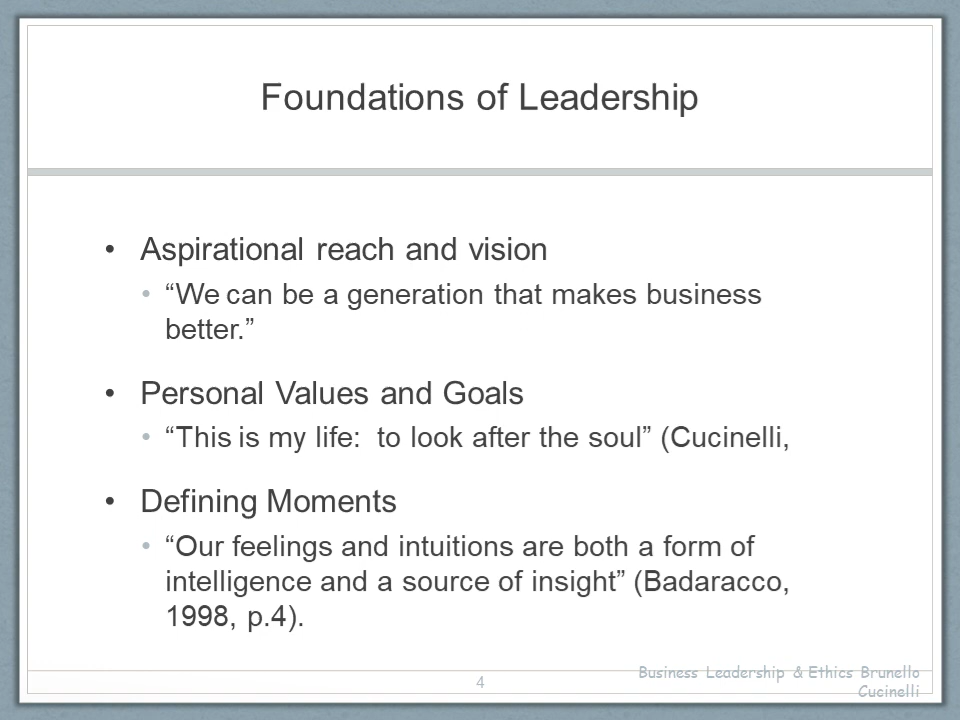 Foundations of Leadership
• Aspirational reach and vision
• “We can be a generation that makes business
better.”
• Personal Values and Goals
• “This is my life:  to look after the soul” (Cucinelli,
• Defining Moments
• “Our feelings and intuitions are both a form of
intelligence and a source of insight” (Badaracco,
1998, p.4).
4
Business Leadership & Ethics Brunello
Cucinelli